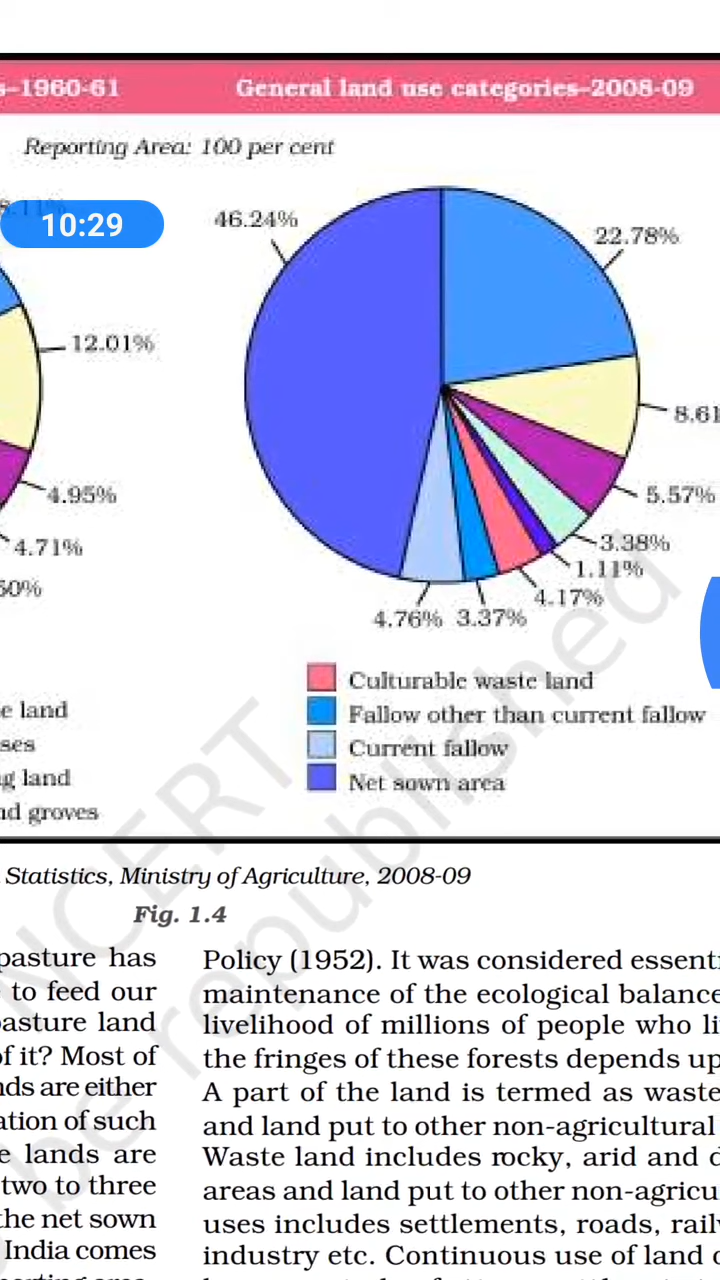 s–1960-61
General land use categories–2008-09
Reporting Area: 100 per cent
10:29
46.24%
22.78%
12.01%
8.61
4.95%
5.57%
4.71%
3.38%
1.11%
4.17%
50%
4.76%
3.37%
Culturable waste land
e land
Fallow other than current fallow
ses
Current fallow
g land
Net sown area
nd groves
Statistics, Ministry of Agriculture, 2008-09
Fig. 1.4
pasture has
to feed our
pasture land
of it? Most of
nds are either
ation of such
e lands are
two to three
the net sown
India comes
Policy (1952). It was considered essenti
maintenance of the ecological balance
livelihood of millions of people who li
the fringes of these forests depends up
A part of the land is termed as waste
and land put to other non-agricultural
Waste land includes rocky, arid and d
areas and land put to other non-agricu
uses includes settlements, roads, rail
industry etc. Continuous use of land o
NCERT
be republished